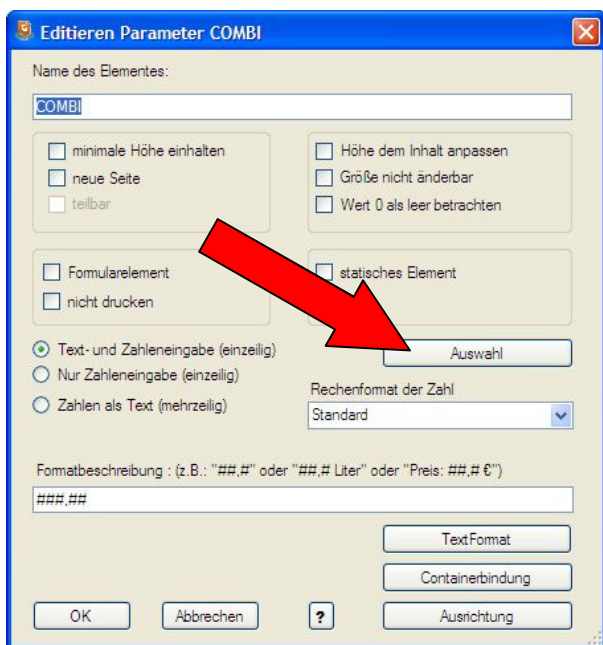 Editieren Parameter COMBI
Name des Elementes:
COMBI
minimale Höhe einhalten
neue Seite
teilbar
Höhe dem Inhalt anpassen
Größe nicht änderbar
Wert 0 als leer betrachten
Formularelement
nicht drucken
statisches Element
Text- und Zahleneingabe (einzeilig)
Nur Zahleneingabe (einzeilig)
Zahlen als Text (mehrzeilig)
Auswahl
Rechenformat der Zahl
Standard
Formatbeschreibung : (z.B.: "##,#" oder "##,# Liter" oder "Preis: ##,# €")
###,##
TextFormat
Containerbindung
OK
Abbrechen
?
Ausrichtung